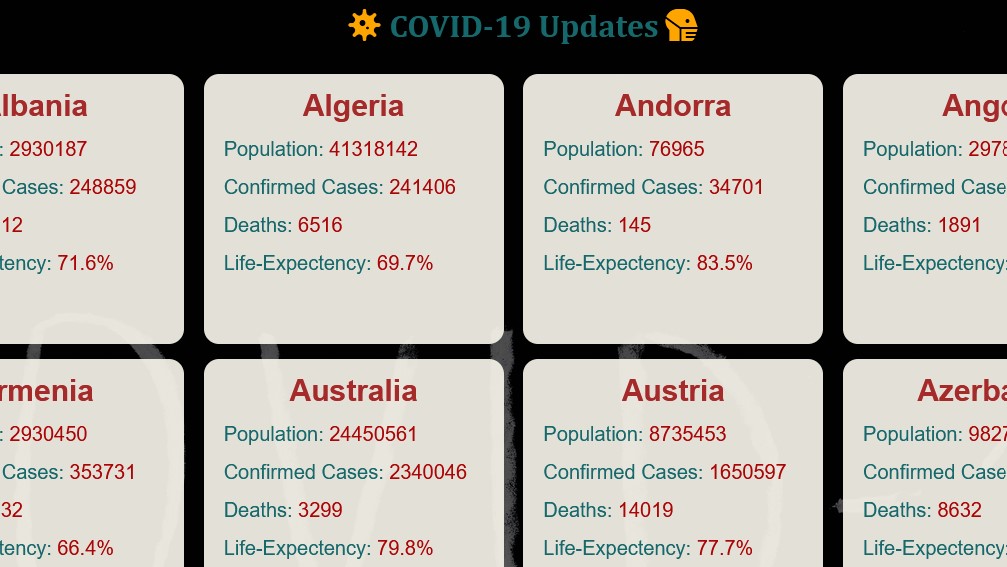 COVID-19 Updates
lbania
: 2930187
Cases: 248859
12
tency: 71.6%
Algeria
Population: 41318142
Confirmed Cases: 241406
Deaths: 6516
Life-Expectency: 69.7%
Andorra
Population: 76965
Confirmed Cases: 34701
Deaths: 145
Life-Expectency: 83.5%
Ango
Population: 2978
Confirmed Case
Deaths: 1891
Life-Expectency:
rmenia
: 2930450
Cases: 353731
32
tency: 66.4%
Australia
Population: 24450561
Confirmed Cases: 2340046
Deaths: 3299
Life-Expectency: 79.8%
Austria
Population: 8735453
Confirmed Cases: 1650597
Deaths: 14019
Life-Expectency: 77.7%
Azerba
Population: 9827
Confirmed Case
Deaths: 8632
Life-Expectency: